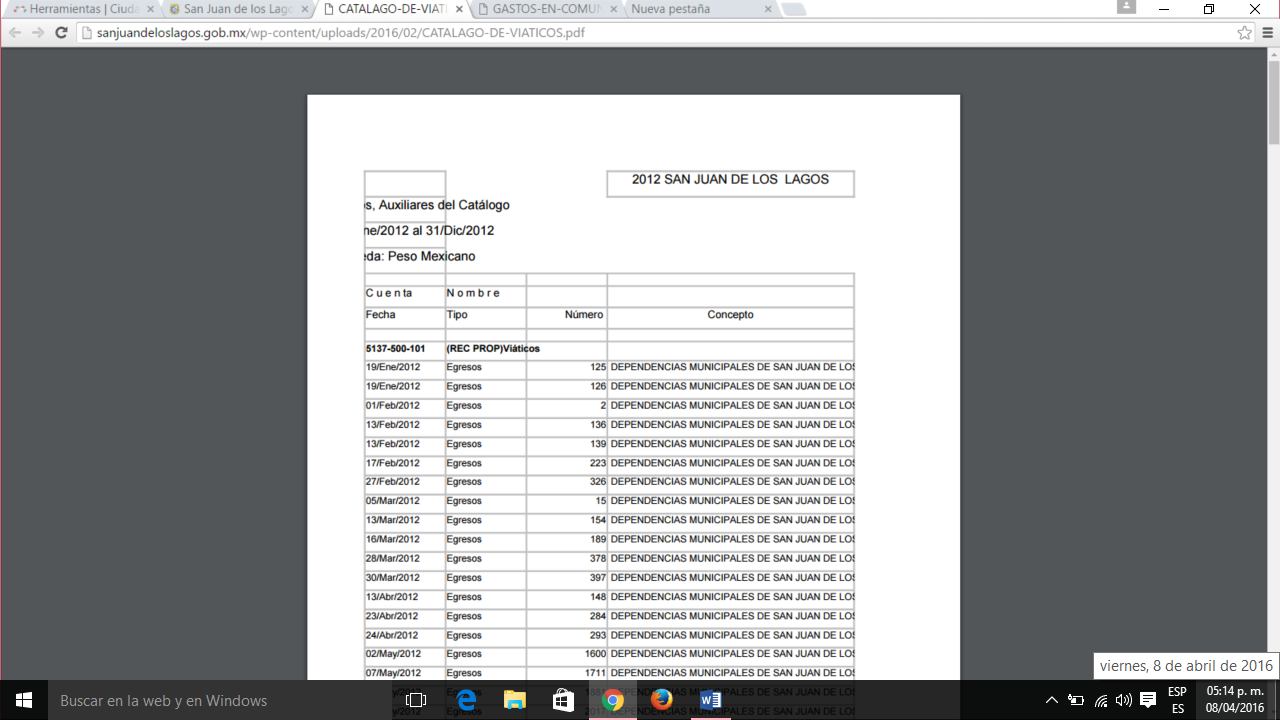 Herramientas | Ciuda
San Juan de los Lago
CATALAGO-DE-VIATI
GASTOS-EN-COMUN
Nueva pestaña
sanjuandeloslagos.gob.mx/wp-content/uploads/2016/02/CATALAGO-DE-VIATICOS.pdf
2012 SAN JUAN DE LOS LAGOS
s, Auxiliares del Catálogo
ne/2012 al 31/Dic/2012
eda: Peso Mexicano
C u e n ta N o m b r e
Fecha Tipo Número Concepto
5137-500-101 (REC PROP)Viáticos
19/Ene/2012 Egresos 125 DEPENDENCIAS MUNICIPALES DE SAN JUAN DE LOS
19/Ene/2012 Egresos 126 DEPENDENCIAS MUNICIPALES DE SAN JUAN DE LOS
01/Feb/2012 Egresos 2 DEPENDENCIAS MUNICIPALES DE SAN JUAN DE LOS
13/Feb/2012 Egresos 136 DEPENDENCIAS MUNICIPALES DE SAN JUAN DE LOS
13/Feb/2012 Egresos 139 DEPENDENCIAS MUNICIPALES DE SAN JUAN DE LOS
17/Feb/2012 Egresos 223 DEPENDENCIAS MUNICIPALES DE SAN JUAN DE LOS
27/Feb/2012 Egresos 326 DEPENDENCIAS MUNICIPALES DE SAN JUAN DE LOS
05/Mar/2012 Egresos 15 DEPENDENCIAS MUNICIPALES DE SAN JUAN DE LOS
13/Mar/2012 Egresos 154 DEPENDENCIAS MUNICIPALES DE SAN JUAN DE LOS
16/Mar/2012 Egresos 189 DEPENDENCIAS MUNICIPALES DE SAN JUAN DE LOS
28/Mar/2012 Egresos 378 DEPENDENCIAS MUNICIPALES DE SAN JUAN DE LOS
30/Mar/2012 Egresos 397 DEPENDENCIAS MUNICIPALES DE SAN JUAN DE LOS
13/Abr/2012 Egresos 148 DEPENDENCIAS MUNICIPALES DE SAN JUAN DE LOS
23/Abr/2012 Egresos 284 DEPENDENCIAS MUNICIPALES DE SAN JUAN DE LOS
24/Abr/2012 Egresos 293 DEPENDENCIAS MUNICIPALES DE SAN JUAN DE LOS
02/May/2012 Egresos 1600 DEPENDENCIAS MUNICIPALES DE SAN JUAN DE LOS
07/May/2012 Egresos 1711 DEPENDENCIAS MUNICIPALES DE SAN JUAN DE LOS
viernes, 8 de abril de 2016
Buscar en la web y en Windows
ESP
ES
05:14 p. m.
08/04/2016